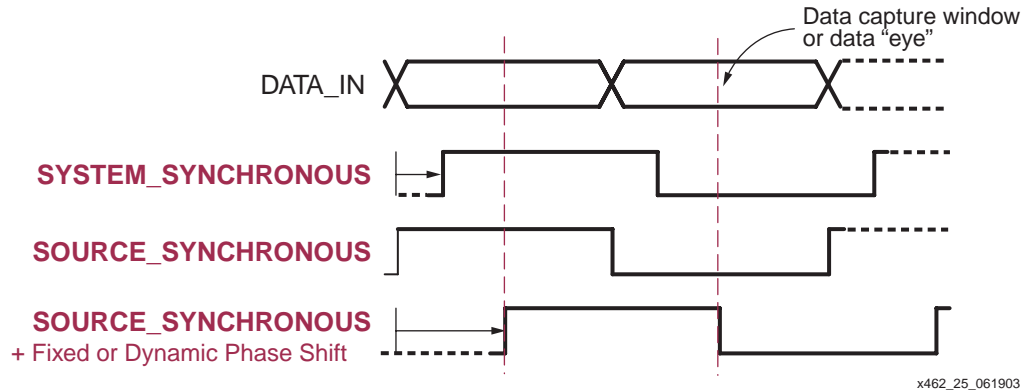 Data capture window
or data “eye”
DATA_IN
SYSTEM_SYNCHRONOUS
SOURCE_SYNCHRONOUS
SOURCE_SYNCHRONOUS
+ Fixed or Dynamic Phase Shift
x462_25_061903